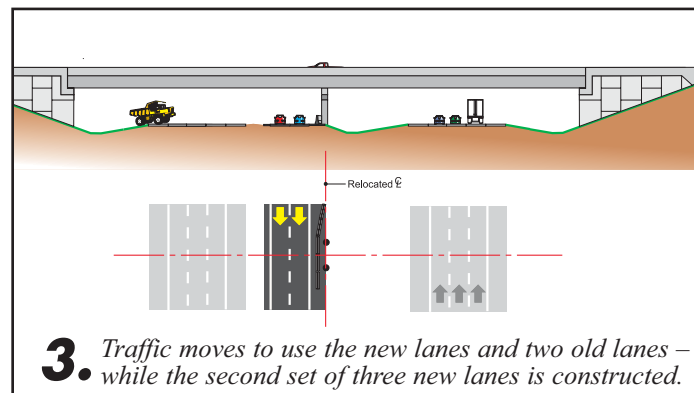 Relocated ℄
3. Traffic moves to use the new lanes and two old lanes –
while the second set of three new lanes is constructed.